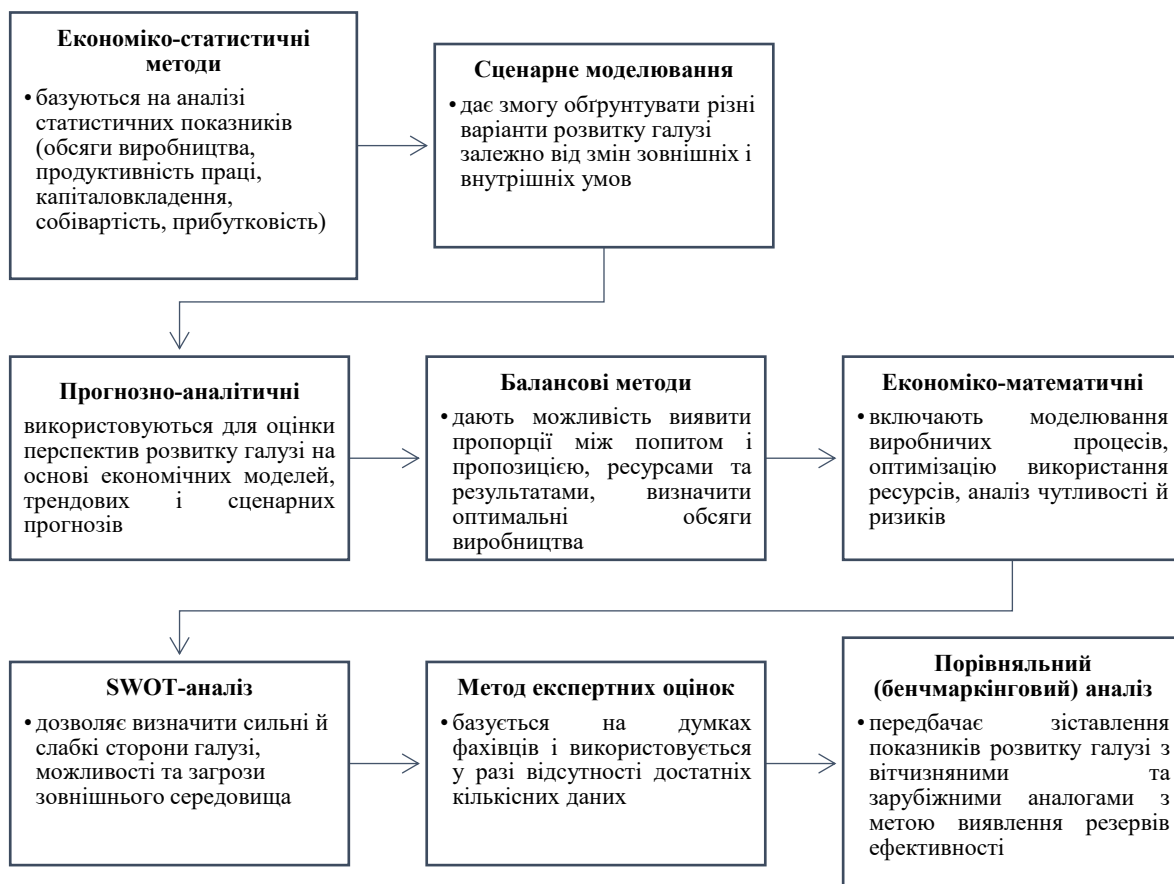 Економіко-статистичні
методи
• базуються на аналізі
статистичних показників
(обсяги виробництва,
продуктивність праці,
капіталовкладення,
собівартість, прибутковість)
Сценарне моделювання
• дає змогу обґрунтувати різні
варіанти розвитку галузі
залежно від змін зовнішніх і
внутрішніх умов
Прогнозно-аналітичні
використовуються для оцінки
перспектив розвитку галузі на
основі економічних моделей,
трендових і сценарних
прогнозів
Балансові методи
• дають можливість виявити
пропорції між попитом і
пропозицією, ресурсами та
результатами, визначити
оптимальні обсяги
виробництва
Економіко-математичні
• включають моделювання
виробничих процесів,
оптимізацію використання
ресурсів, аналіз чутливості й
ризиків
SWOT-аналіз
• дозволяє визначити сильні й
слабкі сторони галузі,
можливості та загрози
зовнішнього середовища
Метод експертних оцінок
• базується на думках
фахівців і використовується
у разі відсутності достатніх
кількісних даних
Порівняльний
(бенчмаркінговий) аналіз
• передбачає зіставлення
показників розвитку галузі з
вітчизняними та
зарубіжними аналогами з
метою виявлення резервів
ефективності